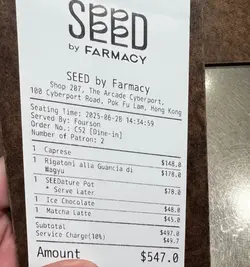 SEED
by FARMACY
SEED by Farmacy
Shop 207, The Arcade Cyberport,
100 Cyberport Road, Pok Fu Lam, Hong Kong
Seating Time: 2025-06-28 14:34:59
Served By: Fourson
Order No.: C52 [Dine-in]
Number of Patron: 2
1 Caprese $148.0
1 Rigatoni alla Guancia di $178.0
Wagyu
1 SEEDature Pot $78.0
* Serve later
1 Ice Chocolate $48.0
1 Matcha Latte $45.0
Subtotal $497.0
Service Charge(10%) $49.7
Amount $547.0